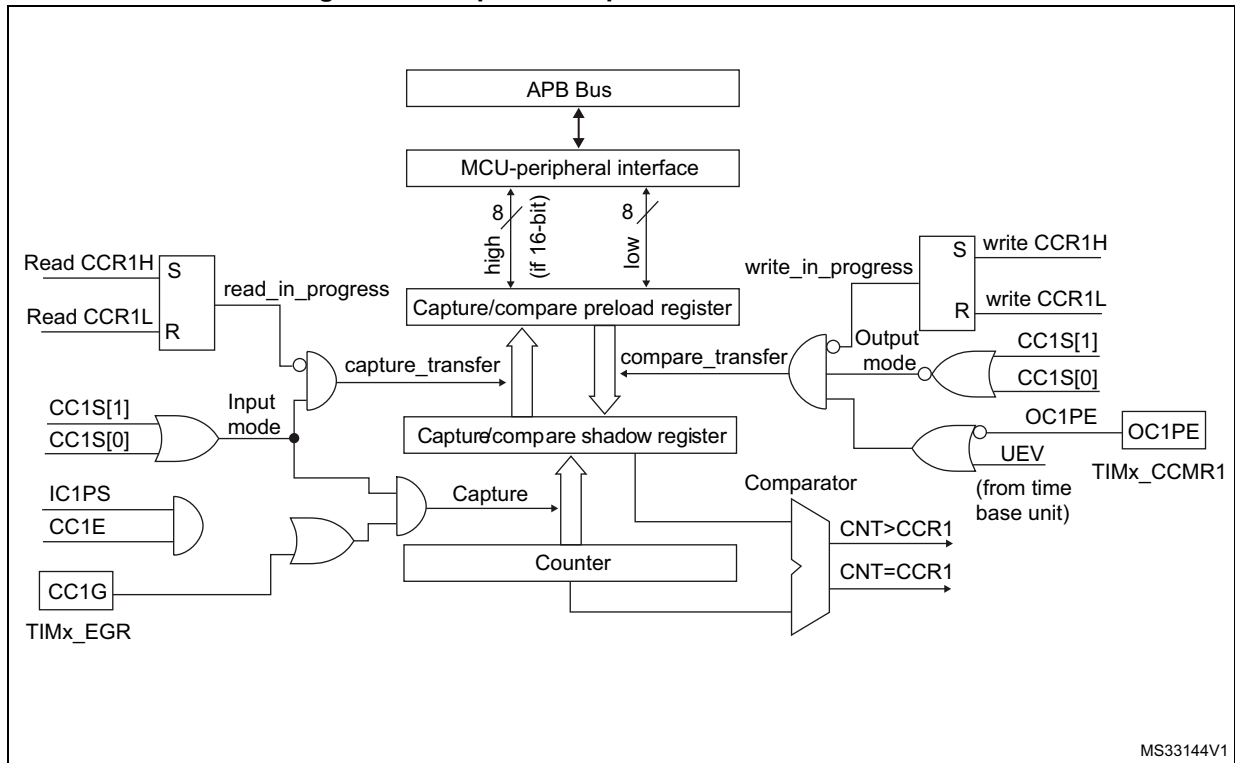 APB Bus
MCU-peripheral interface
8
high
(if 16-bit)
8
low
Read CCR1H
S
read_in_progress
Read CCR1L
R
write_in_progress
S
write CCR1H
R
write CCR1L
Capture/compare preload register
capture_transfer
compare_transfer
Output
mode
CC1S[1]
CC1S[0]
CC1S[1]
CC1S[0]
Input
mode
Capture/compare shadow register
OC1PE
OC1PE
UEV
TIMx_CCMR1
(from time
base unit)
IC1PS
CC1E
Capture
Comparator
CNT>CCR1
CNT=CCR1
Counter
CC1G
TIMx_EGR
MS33144V1